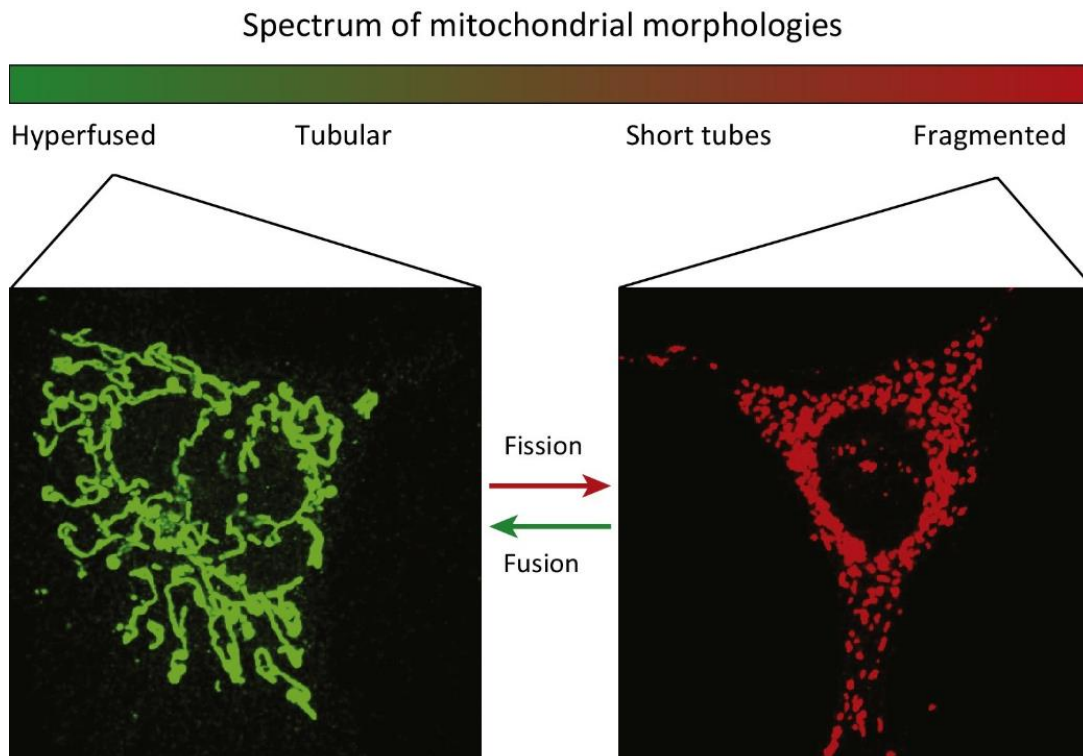 Spectrum of mitochondrial morphologies
Hyperfused Tubular Short tubes Fragmented
Fission
Fusion